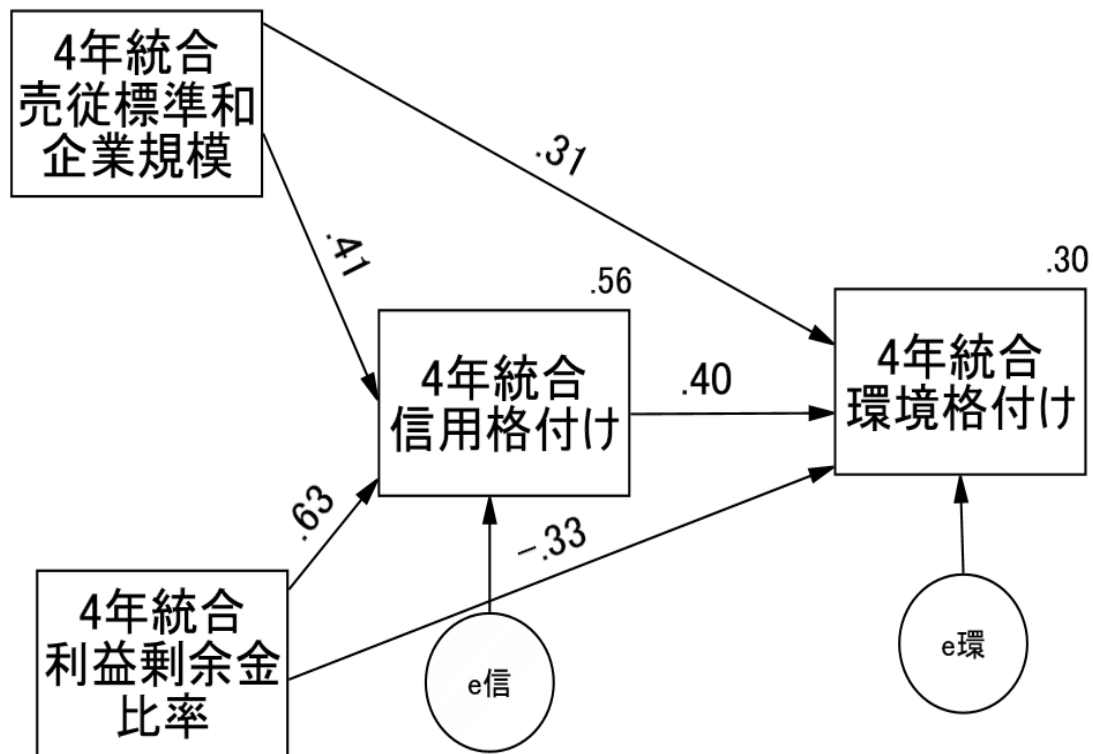 4年統合
売従標準和
企業規模
.31
.41
.56
.30
4年統合
信用格付け
.40
4年統合
環境格付け
.63
-.33
4年統合
利益剰余金
比率
e信
e環